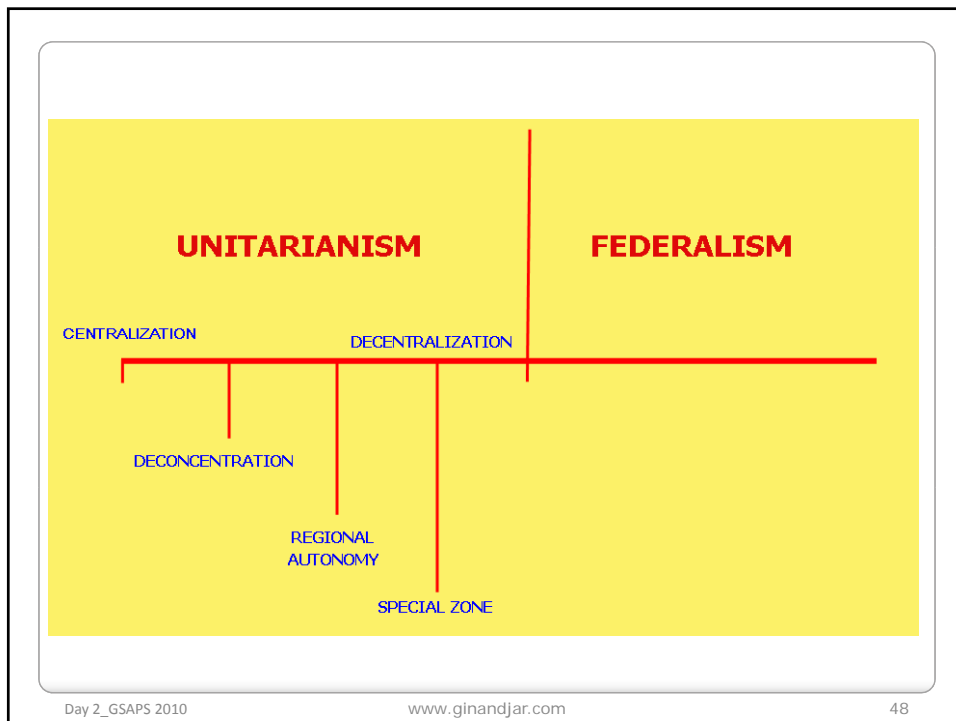 UNITARIANISM FEDERALISM
CENTRALIZATION
DECENTRALIZATION
DECONCENTRATION
REGIONAL
AUTONOMY
SPECIAL ZONE
Day 2_GSAPS 2010 www.ginandjar.com 48